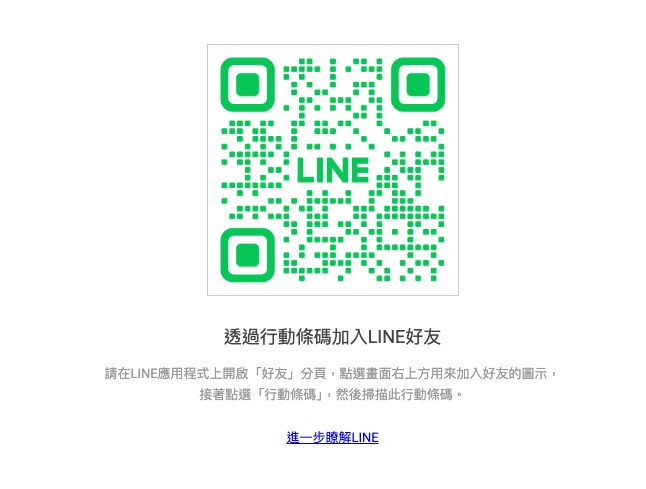 LINE
透過行動條碼加入LINE好友
請在LINE應用程式上開啟「好友」分頁，點選畫面右上方用來加入好友的圖示，
接著點選「行動條碼」，然後掃描此行動條碼。
進一步瞭解LINE